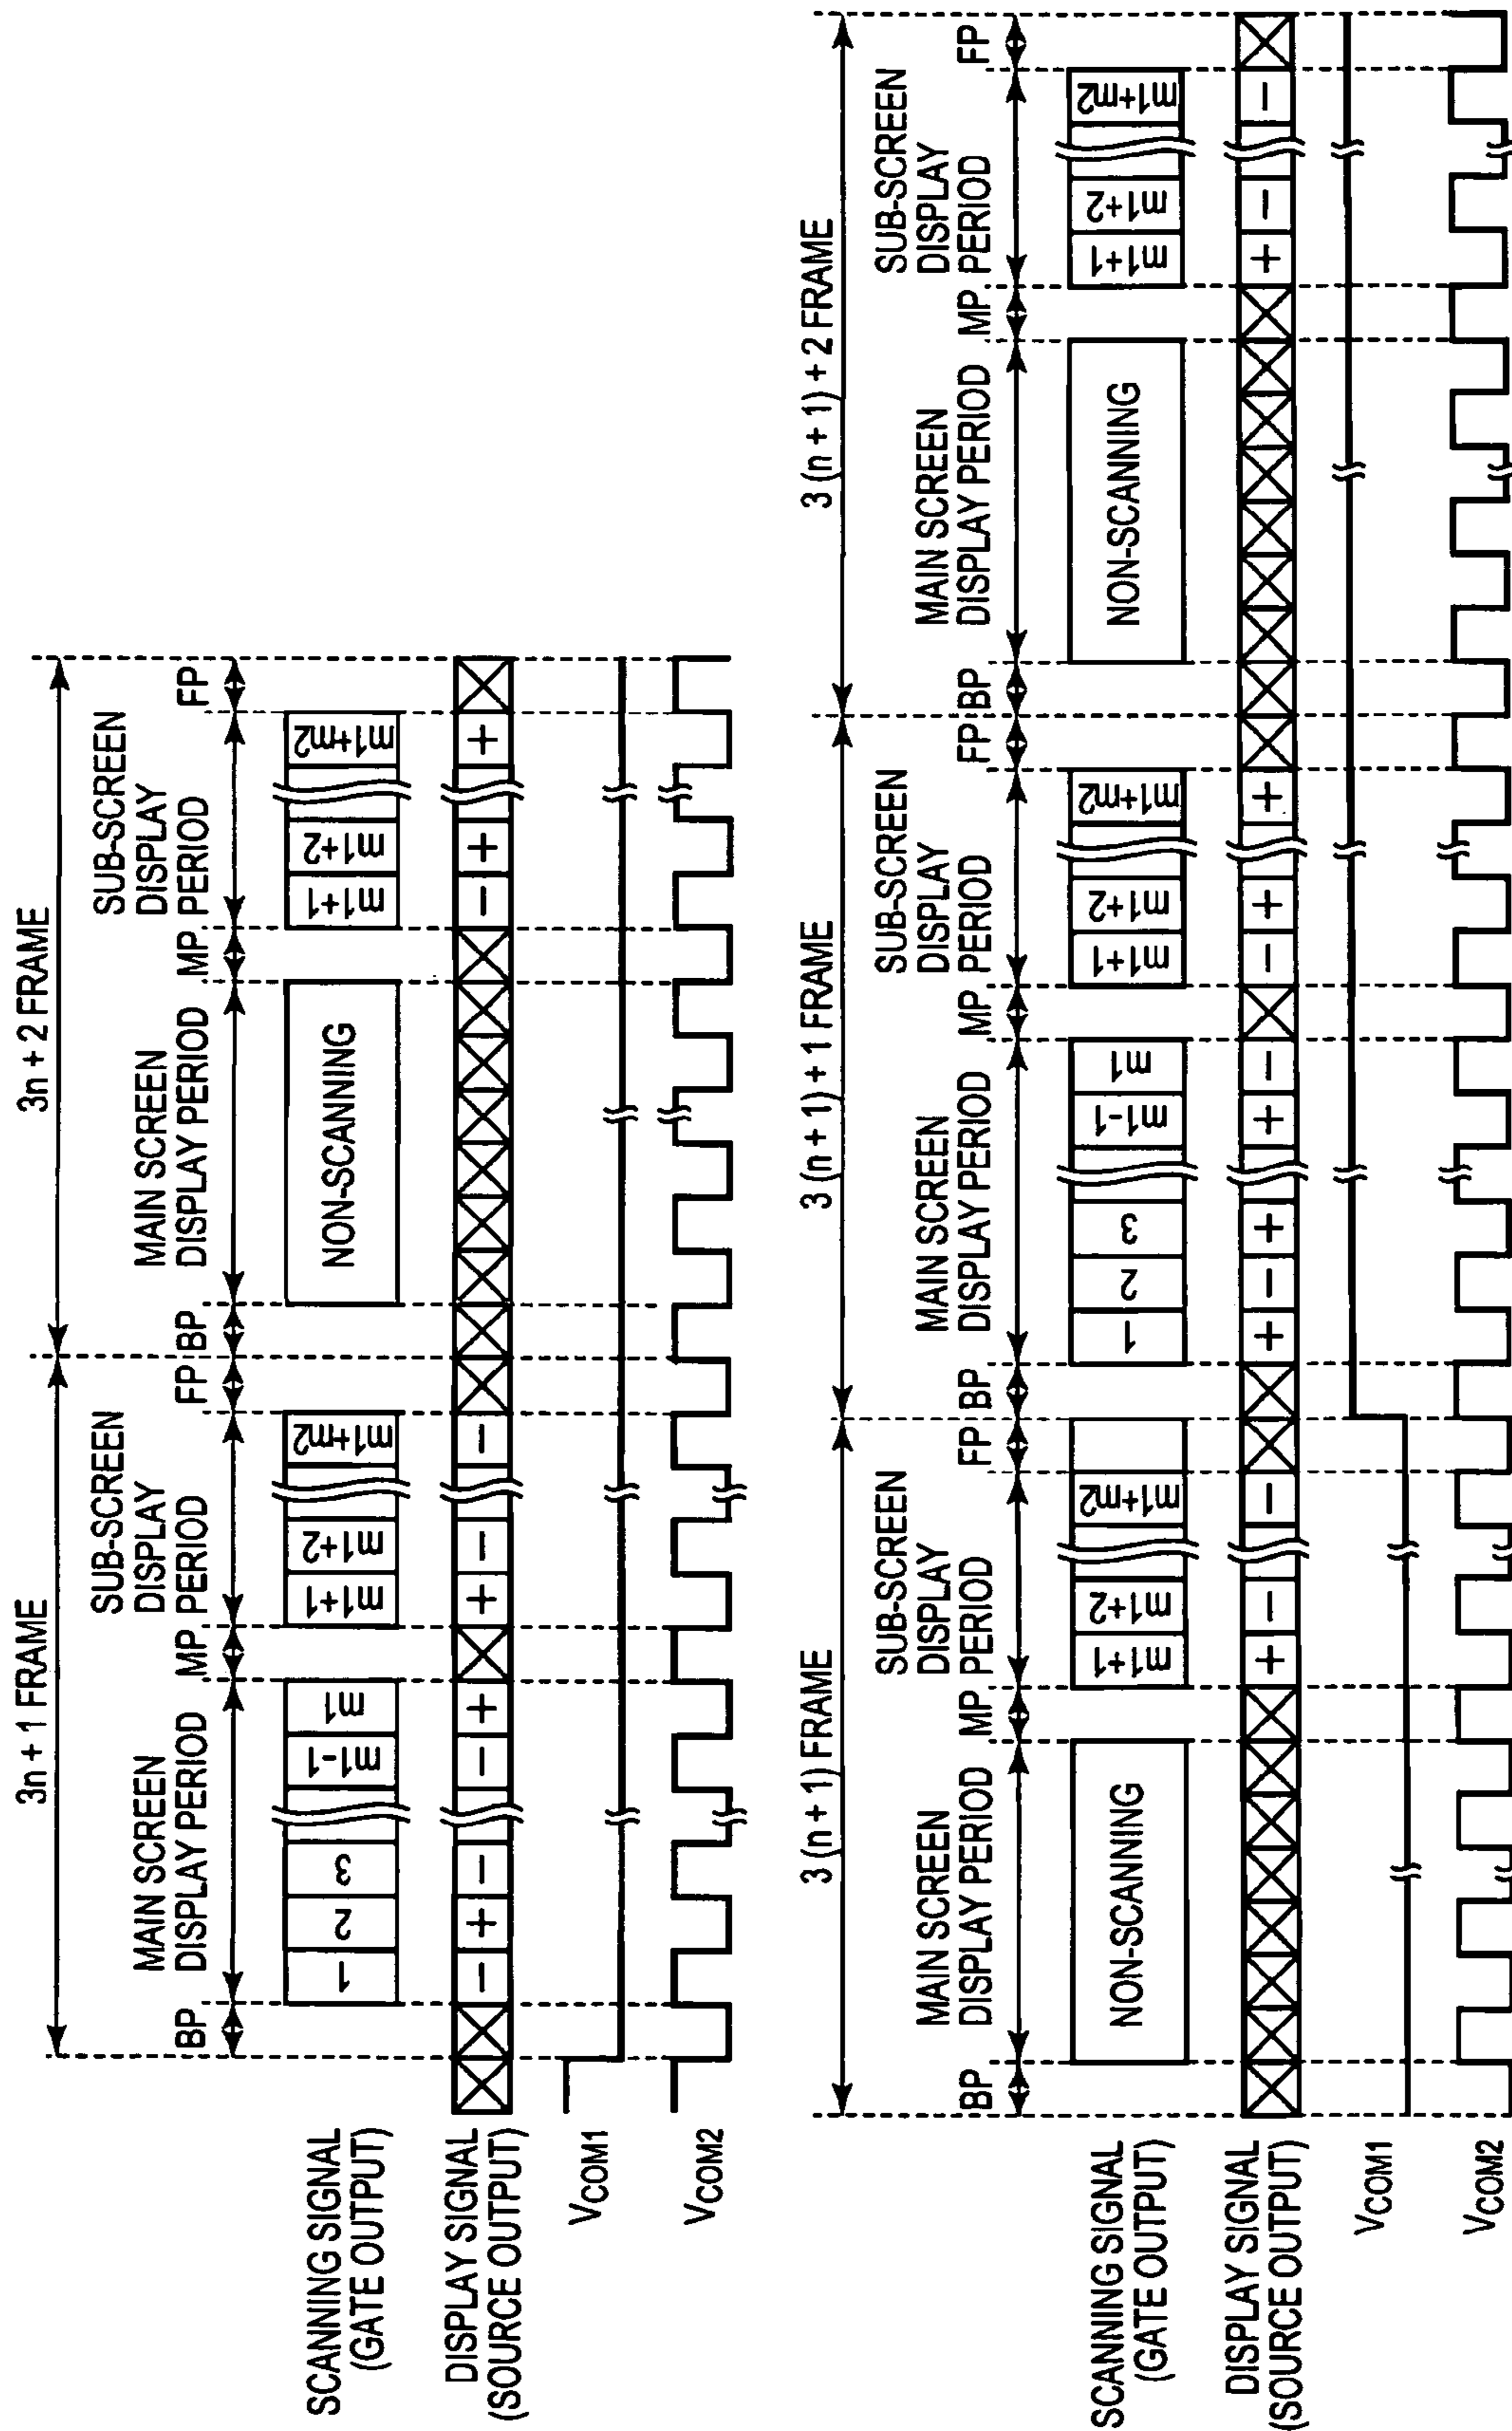 3n + 1 FRAME
3n + 2 FRAME
BP
MAIN SCREEN
DISPLAY PERIOD
MP
SUB-SCREEN
DISPLAY
PERIOD
FP
BP
MAIN SCREEN
DISPLAY PERIOD
MP
SUB-SCREEN
DISPLAY
PERIOD
FP
SCANNING SIGNAL
(GATE OUTPUT)
1
2
3
m1-1
m1
m1+1
m1+2
m1+m2
NON-SCANNING
m1+1
m1+2
m1+m2
DISPLAY SIGNAL
(SOURCE OUTPUT)
− + − − + + − − − + +
VCOM1
VCOM2
3 (n + 1) FRAME
3 (n + 1) + 1 FRAME
3 (n + 1) + 2 FRAME
BP
MAIN SCREEN
DISPLAY PERIOD
MP
SUB-SCREEN
DISPLAY
PERIOD
FP
BP
MAIN SCREEN
DISPLAY PERIOD
MP
SUB-SCREEN
DISPLAY
PERIOD
FP
BP
MAIN SCREEN
DISPLAY PERIOD
MP
SUB-SCREEN
DISPLAY
PERIOD
FP
SCANNING SIGNAL
(GATE OUTPUT)
NON-SCANNING
m1+1
m1+2
m1+m2
1
2
3
m1-1
m1
m1+1
m1+2
m1+m2
NON-SCANNING
m1+1
m1+2
m1+m2
DISPLAY SIGNAL
(SOURCE OUTPUT)
+ − − + − + + − − + + + − −
VCOM1
VCOM2